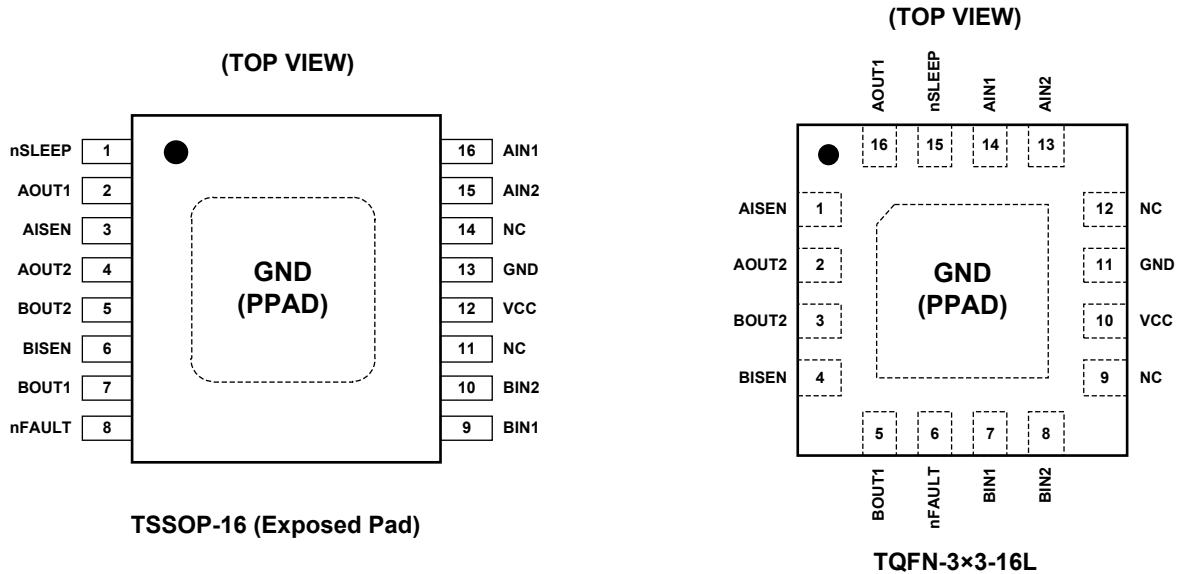 (TOP VIEW)
nSLEEP 1 16 AIN1
AOUT1 2 15 AIN2
AISEN 3 14 NC
AOUT2 4 13 GND
BOUT2 5 12 VCC
BISEN 6 11 NC
BOUT1 7 10 BIN2
nFAULT 8 9 BIN1
GND
(PPAD)
TSSOP-16 (Exposed Pad)
(TOP VIEW)
AOUT1 nSLEEP AIN1 AIN2
16 15 14 13
AISEN 1 12 NC
AOUT2 2 11 GND
BOUT2 3 10 VCC
BISEN 4 9 NC
GND
(PPAD)
5 6 7 8
BOUT1 nFAULT BIN1 BIN2
TQFN-3×3-16L